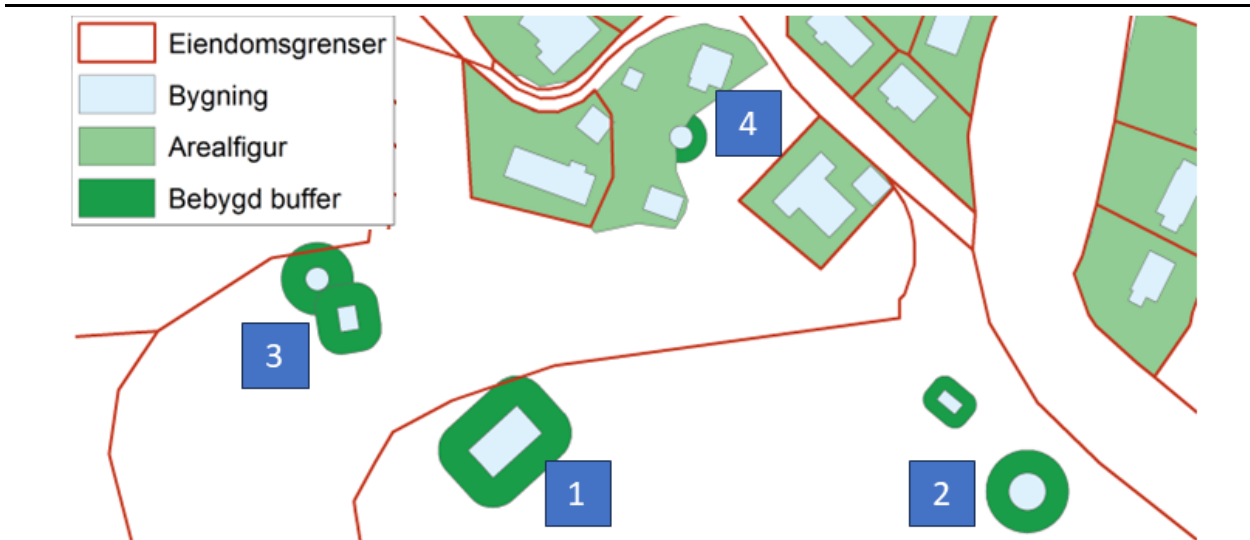 Eiendomsgrenser
Bygning
Arealfigur
Bebygd buffer
4
3
1
2